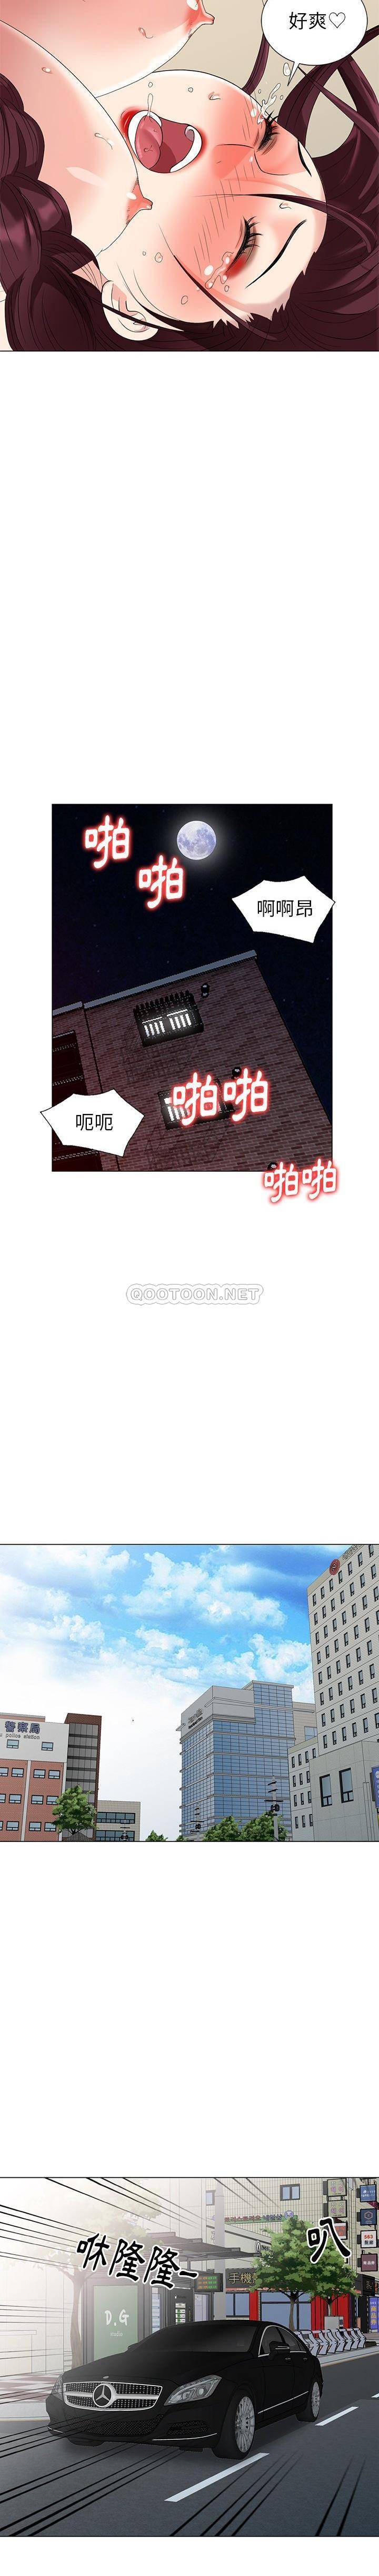 好爽♡
啪
啪
啊啊昂
啪啪
呃呃
啪啪
QOOTOON.NET
警察局
police station
咻隆隆-
叭
手機
D.G